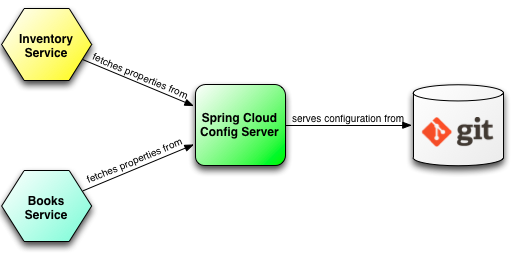 Inventory
Service
fetches properties from
Spring Cloud
Config Server
serves configuration from
git
fetches properties from
Books
Service